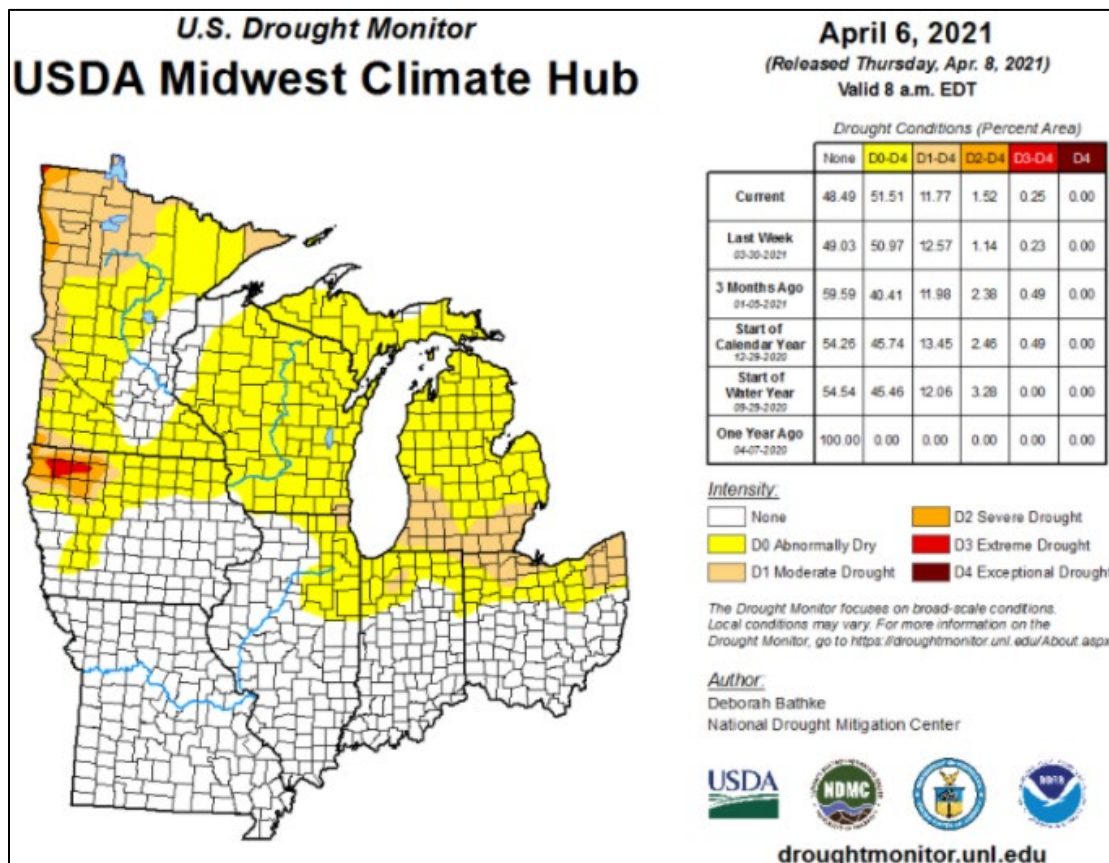 U.S. Drought Monitor
USDA Midwest Climate Hub
April 6, 2021
(Released Thursday, Apr. 8, 2021)
Valid 8 a.m. EDT
Drought Conditions (Percent Area)
None D0-D4 D1-D4 D2-D4 D3-D4 D4
Current 48.49 51.51 11.77 1.52 0.25 0.00
Last Week
03-30-2021 49.03 50.97 12.57 1.14 0.23 0.00
3 Months Ago
01-05-2021 59.59 40.41 11.98 2.38 0.49 0.00
Start of
Calendar Year
12-29-2020 54.26 45.74 13.45 2.46 0.49 0.00
Start of
Water Year
09-29-2020 54.54 45.46 12.06 3.28 0.00 0.00
One Year Ago
04-07-2020 100.00 0.00 0.00 0.00 0.00 0.00
Intensity:
None
D0 Abnormally Dry
D1 Moderate Drought
D2 Severe Drought
D3 Extreme Drought
D4 Exceptional Drought
The Drought Monitor focuses on broad-scale conditions.
Local conditions may vary. For more information on the
Drought Monitor, go to https://droughtmonitor.unl.edu/About.aspx
Author:
Deborah Bathke
National Drought Mitigation Center
USDA
NDMC
droughtmonitor.unl.edu